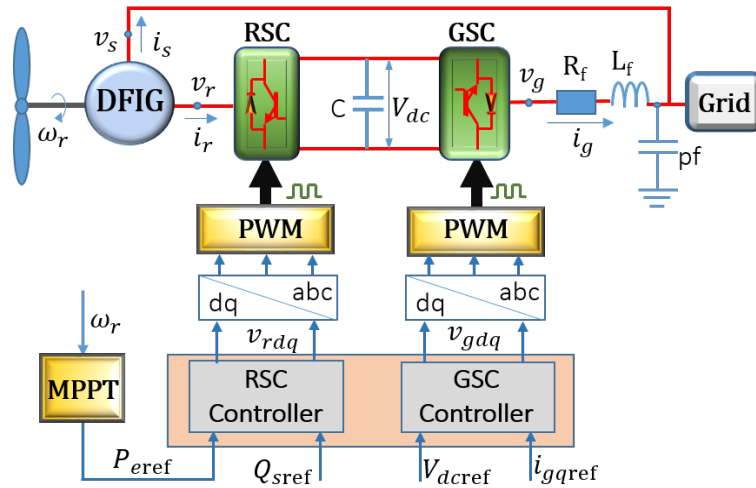 RSC
GSC
v_s
i_s
DFIG
v_r
i_r
ω_r
C
V_dc
v_g
R_f
L_f
i_g
Grid
pf
PWM
PWM
dq
abc
dq
abc
ω_r
v_rdq
v_gdq
MPPT
RSC
Controller
GSC
Controller
P_eref
Q_sref
V_dcref
i_gqref